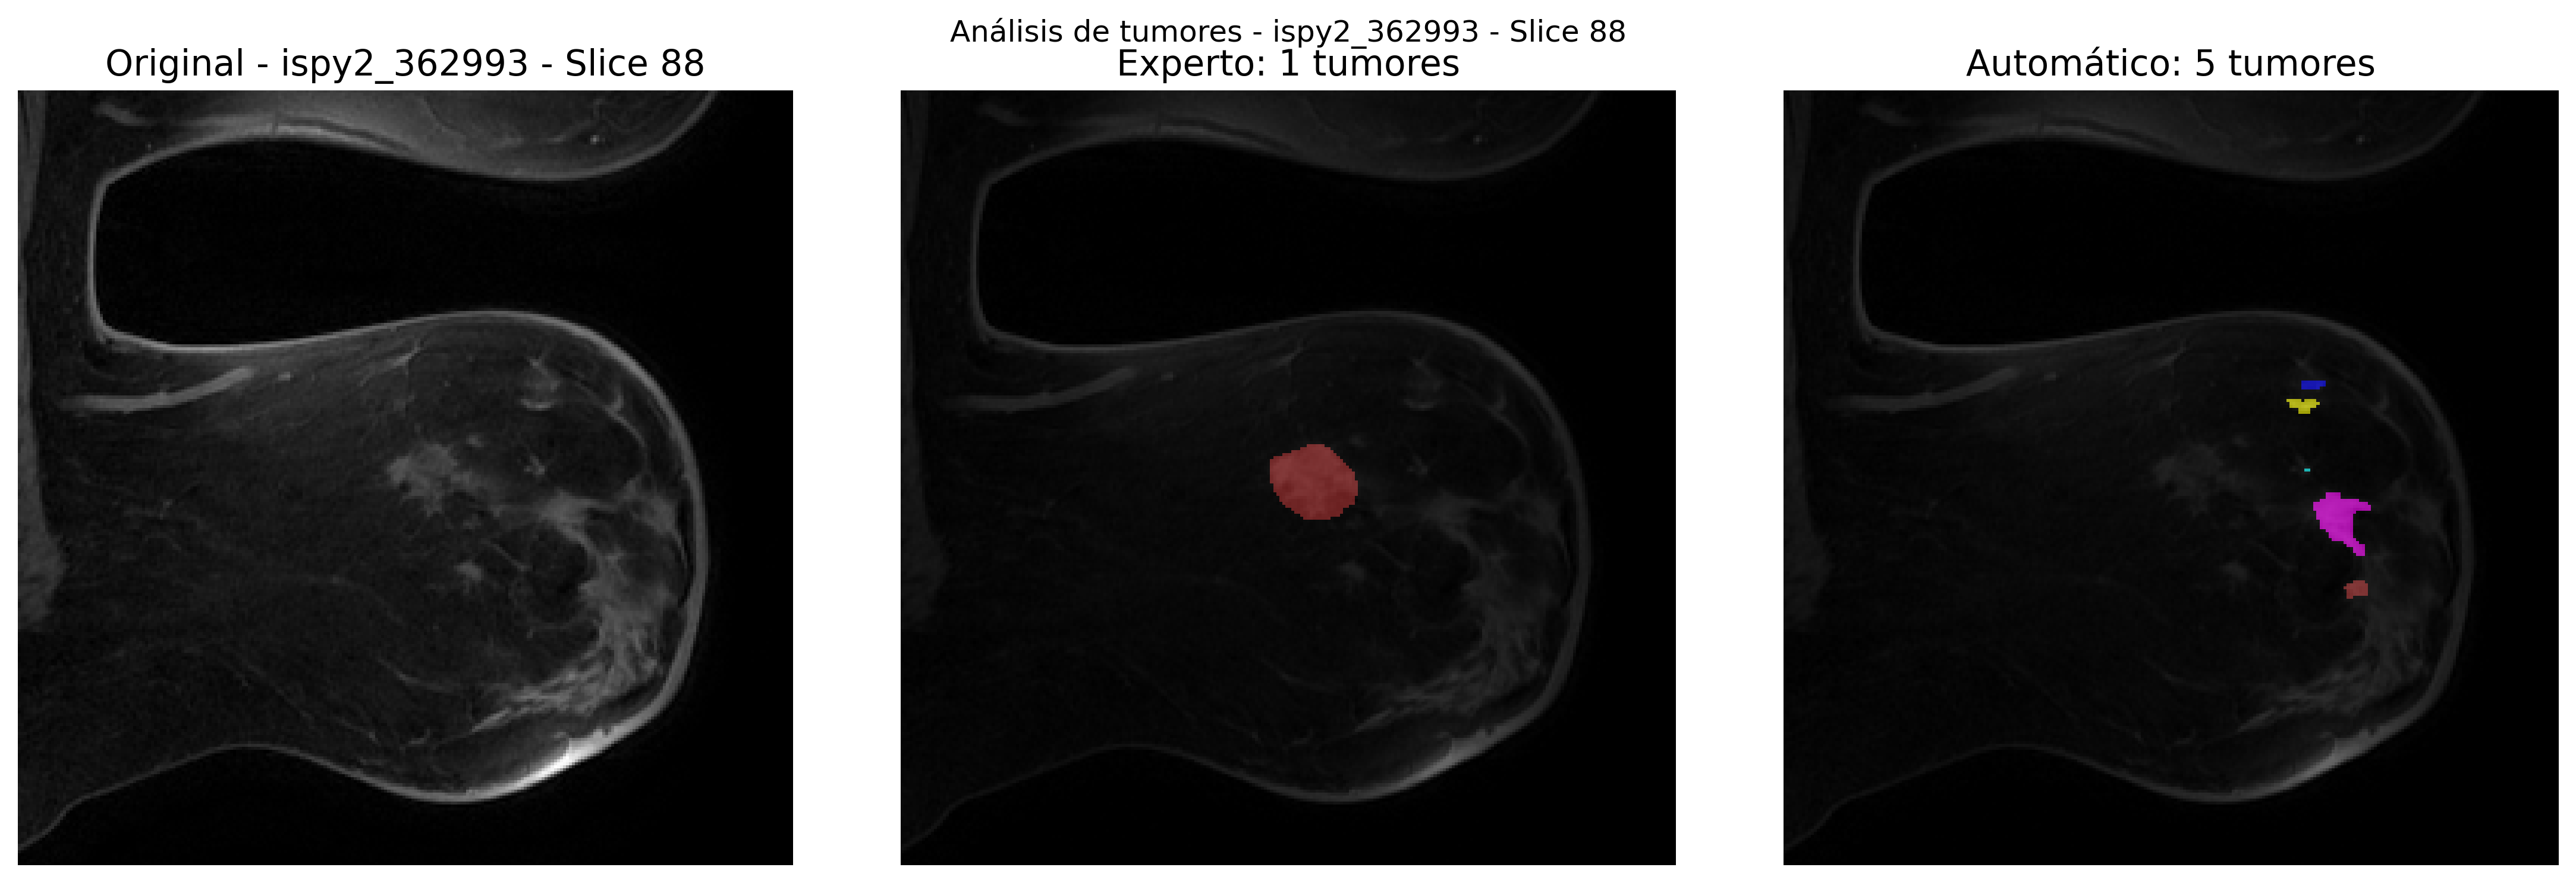 Análisis de tumores - ispy2_362993 - Slice 88
Original - ispy2_362993 - Slice 88
Experto: 1 tumores
Automático: 5 tumores